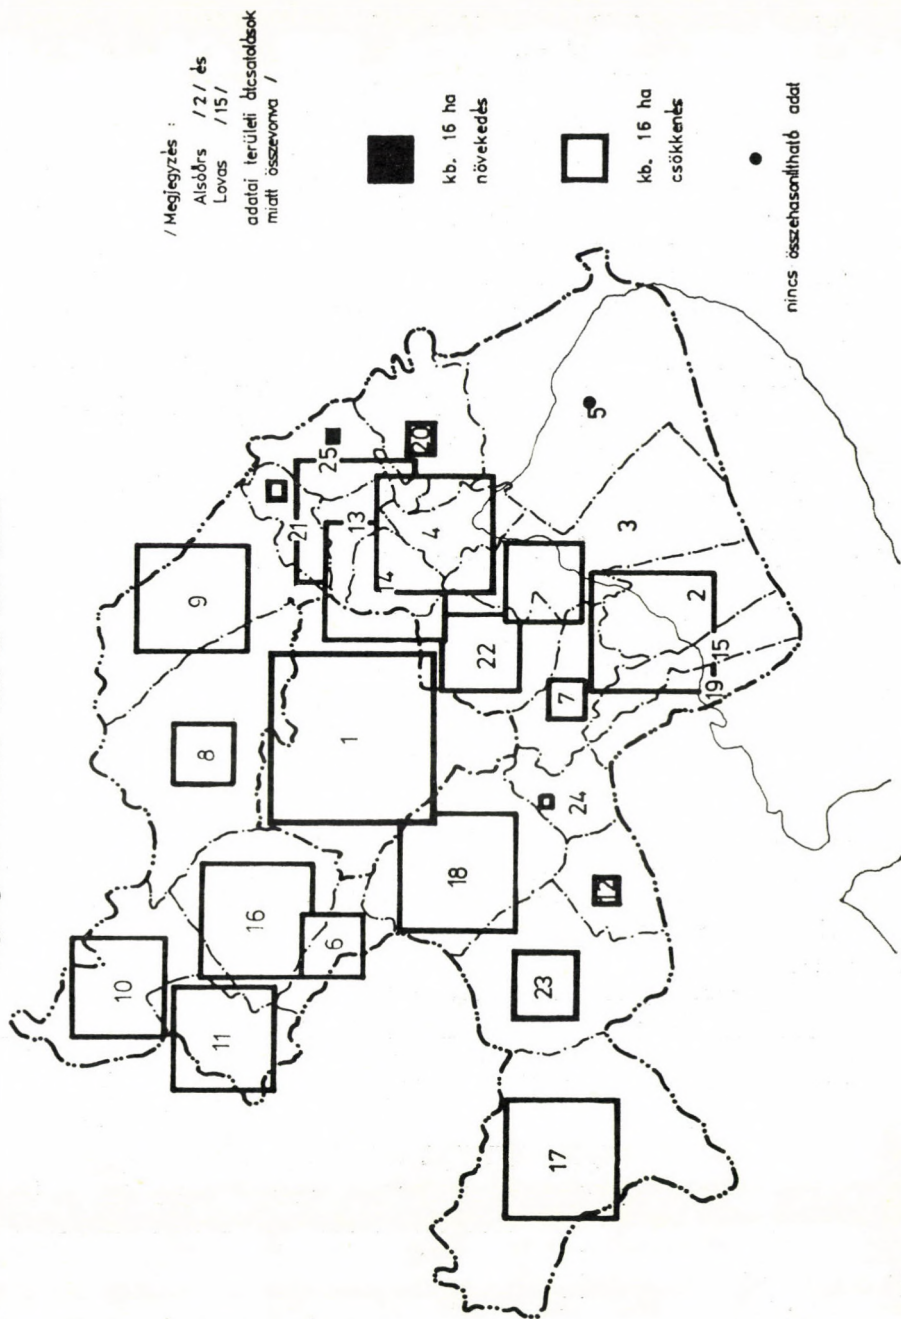 10
9
8
11
16
21
25
6
1
13
14
20
4
18
22
7
23
17
7
24
5
12
3
2
19
15
/ Megjegyzés :
Alsóőrs /2/ és
Lovas /15/
adatai területi átcsatolások
miatt összevonva /
kb. 16 ha
növekedés
kb. 16 ha
csökkenés
nincs összehasonlítható adat